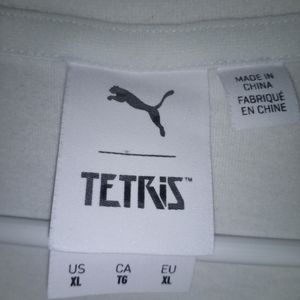 TETRIS™
US CA EU
XL TG XL
MADE IN
CHINA
FABRIQUÉ
EN CHINE